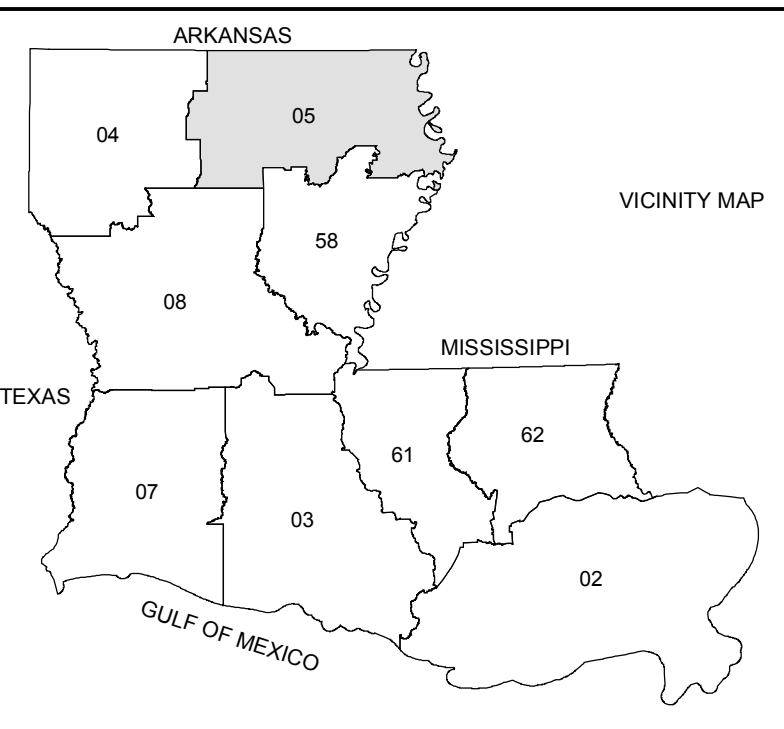 ARKANSAS
05
04
VICINITY MAP
58
08
MISSISSIPPI
TEXAS
62
61
07
03
02
GULF OF MEXICO